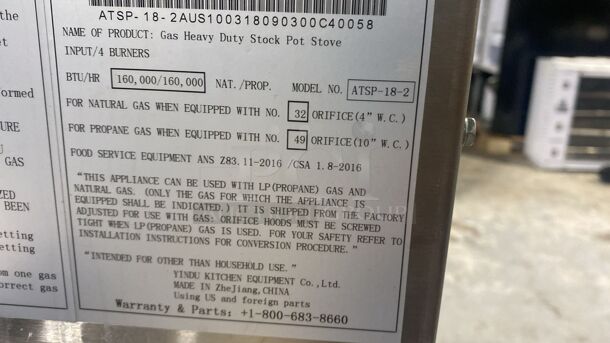 ATSP-18-2AUS100318090300C40058
the
et
NAME OF PRODUCT: Gas Heavy Duty Stock Pot Stove
INPUT/4 BURNERS
BTU/HR 160,000/160,000 NAT./PROP. MODEL NO. ATSP-18-2
formed
FOR NATURAL GAS WHEN EQUIPPED WITH NO. 32 ORIFICE(4" W.C.)
URE
FOR PROPANE GAS WHEN EQUIPPED WITH NO. 49 ORIFICE(10" W.C.)
U
GAS
FOOD SERVICE EQUIPMENT ANS Z83.11-2016 /CSA 1.8-2016
"THIS APPLIANCE CAN BE USED WITH LP(PROPANE) GAS AND
NATURAL GAS. (ONLY THE GAS FOR WHICH THE APPLIANCE IS
ZED
EQUIPPED SHALL BE INDICATED.) IT IS SHIPPED FROM THE FACTORY
BEEN
ADJUSTED FOR USE WITH GAS: ORIFICE HOODS MUST BE SCREWED
TIGHT WHEN LP(PROPANE) GAS IS USED. FOR YOUR SAFETY REFER TO
etting
INSTALLATION INSTRUCTIONS FOR CONVERSION PROCEDURE."
etting
"INTENDED FOR OTHER THAN HOUSEHOLD USE."
om one gas
YINDU KITCHEN EQUIPMENT Co.,Ltd.
orrect gas
MADE IN ZheJiang,CHINA
Using US and foreign parts
Warranty & Parts: +1-800-683-8660